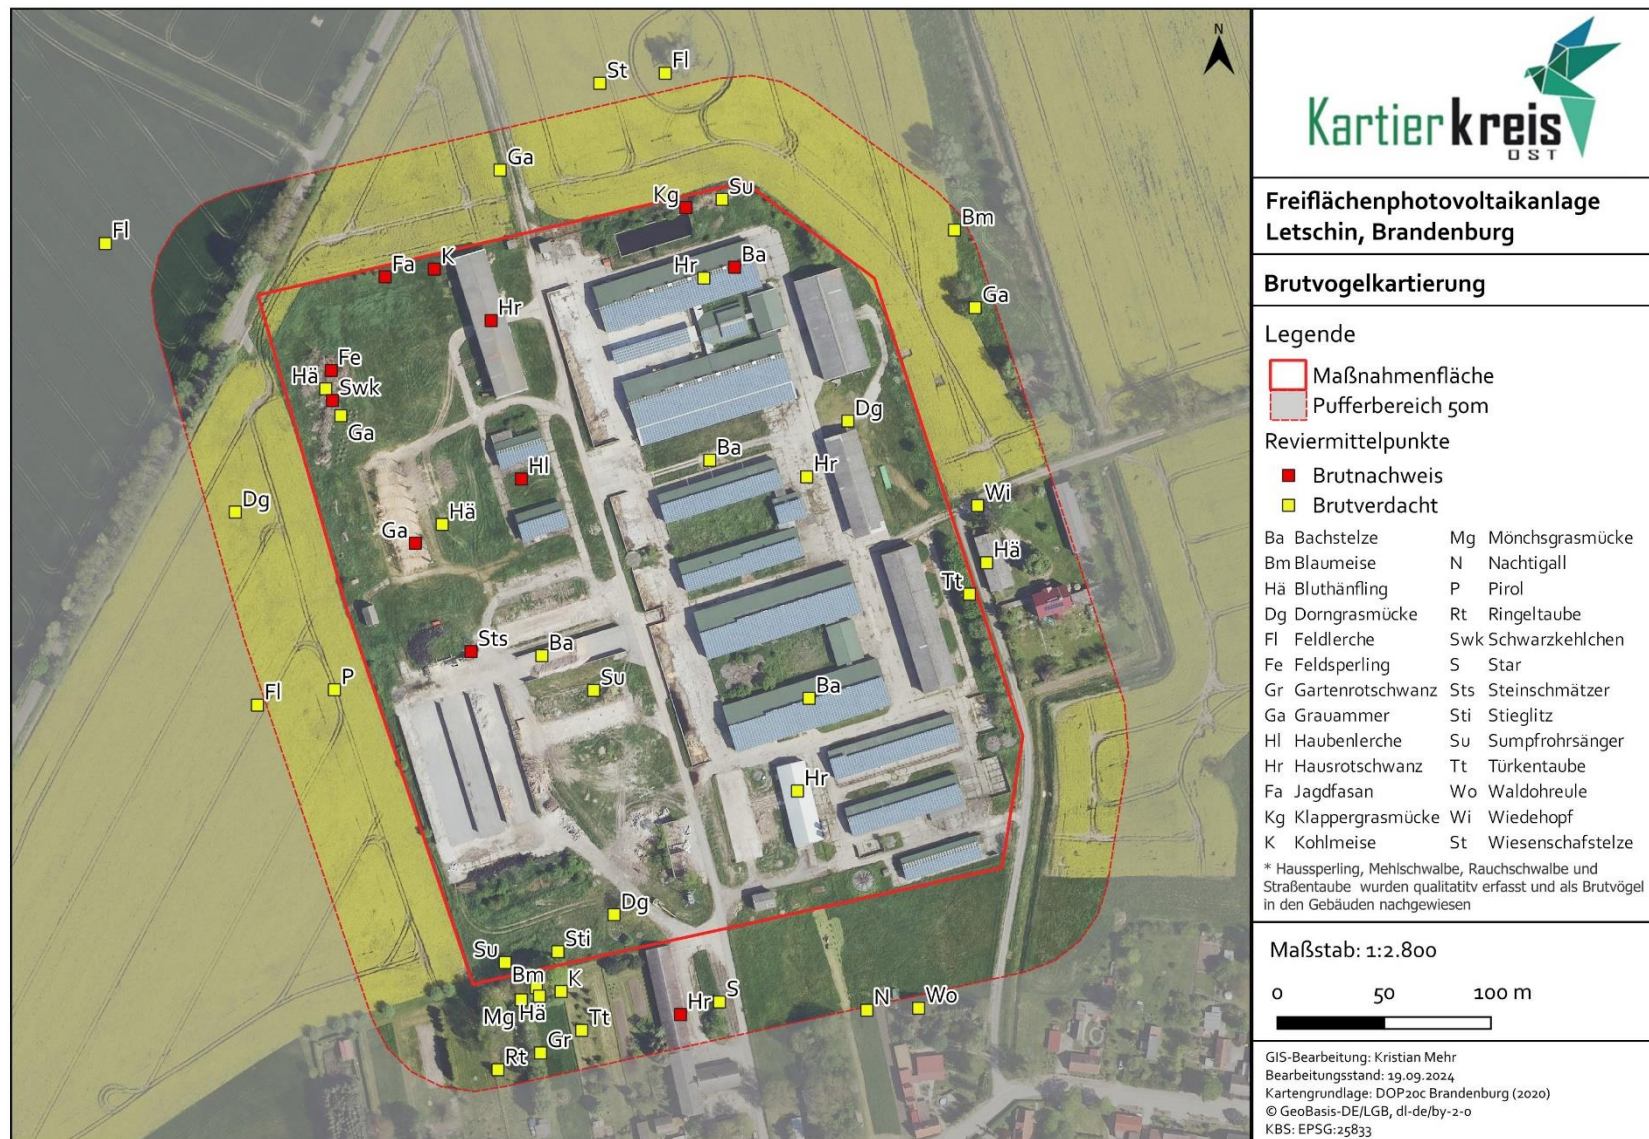 N
St
Fl
Ga
Kg
Su
Bm
Fl
Fa
K
Hr
Ba
Ga
Hr
Fe
Hä
Swk
Ga
Dg
Ba
Hr
Hl
Dg
Hä
Wi
Ga
Hä
Tt
Sts
Ba
Su
P
Fl
Ba
Hr
Dg
Su
Sti
Bm
K
Mg
Hä
Hr
S
N
Wo
Tt
Gr
Rt
Kartierkreis
OST
Freiflächenphotovoltaikanlage
Letschin, Brandenburg
Brutvogelkartierung
Legende
Maßnahmenfläche
Pufferbereich 50m
Reviermittelpunkte
Brutnachweis
Brutverdacht
Ba Bachstelze Mg Mönchsgrasmücke
Bm Blaumeise N Nachtigall
Hä Bluthänfling P Pirol
Dg Dorngrasmücke Rt Ringeltaube
Fl Feldlerche Swk Schwarzkehlchen
Fe Feldsperling S Star
Gr Gartenrotschwanz Sts Steinschmätzer
Ga Grauammer Sti Stieglitz
Hl Haubenlerche Su Sumpfrohrsänger
Hr Hausrotschwanz Tt Türkentaube
Fa Jagdfasan Wo Waldohreule
Kg Klappergrasmücke Wi Wiedehopf
K Kohlmeise St Wiesenschafstelze
* Haussperling, Mehlschwalbe, Rauchschwalbe und
Straßentaube wurden qualitatitv erfasst und als Brutvögel
in den Gebäuden nachgewiesen
Maßstab: 1:2.800
0 50 100 m
GIS-Bearbeitung: Kristian Mehr
Bearbeitungsstand: 19.09.2024
Kartengrundlage: DOP20c Brandenburg (2020)
© GeoBasis-DE/LGB, dl-de/by-2-0
KBS: EPSG:25833